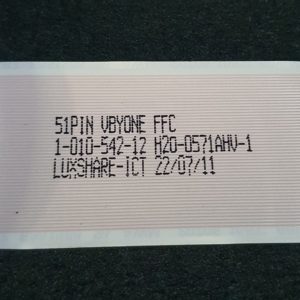 51PIN VBYONE FFC
1-010-542-12 H20-0571AHV-1
LUXSHARE-ICT 22/07/11